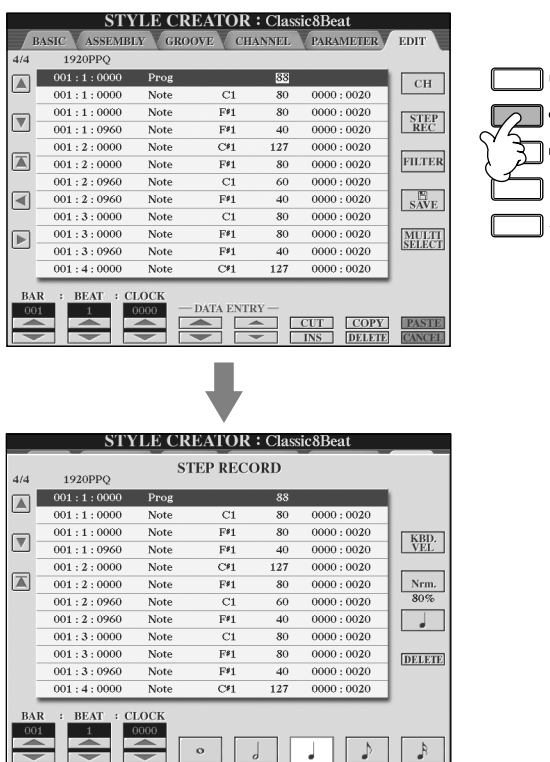 STYLE CREATOR : Classic8Beat
BASIC ASSEMBLY GROOVE CHANNEL PARAMETER EDIT
4/4 1920PPQ
001 : 1 : 0000 Prog 88
CH
001 : 1 : 0000 Note C1 80 0000 : 0020
001 : 1 : 0000 Note F#1 80 0000 : 0020
STEP REC
001 : 1 : 0960 Note F#1 40 0000 : 0020
001 : 2 : 0000 Note C#1 127 0000 : 0020
001 : 2 : 0000 Note F#1 80 0000 : 0020
FILTER
001 : 2 : 0960 Note C1 60 0000 : 0020
001 : 2 : 0960 Note F#1 40 0000 : 0020
SAVE
001 : 3 : 0000 Note C1 80 0000 : 0020
001 : 3 : 0000 Note F#1 80 0000 : 0020
MULTI SELECT
001 : 3 : 0960 Note F#1 40 0000 : 0020
001 : 4 : 0000 Note C#1 127 0000 : 0020
BAR : BEAT : CLOCK
001 1 0000
DATA ENTRY
CUT COPY PASTE
INS DELETE CANCEL
STYLE CREATOR : Classic8Beat
STEP RECORD
4/4 1920PPQ
001 : 1 : 0000 Prog 88
001 : 1 : 0000 Note C1 80 0000 : 0020
001 : 1 : 0000 Note F#1 80 0000 : 0020
KBD. VEL
001 : 1 : 0960 Note F#1 40 0000 : 0020
001 : 2 : 0000 Note C#1 127 0000 : 0020
001 : 2 : 0000 Note F#1 80 0000 : 0020
Nrm.
80%
001 : 2 : 0960 Note C1 60 0000 : 0020
001 : 2 : 0960 Note F#1 40 0000 : 0020
001 : 3 : 0000 Note C1 80 0000 : 0020
001 : 3 : 0000 Note F#1 80 0000 : 0020
DELETE
001 : 3 : 0960 Note F#1 40 0000 : 0020
001 : 4 : 0000 Note C#1 127 0000 : 0020
BAR : BEAT : CLOCK
001 1 0000